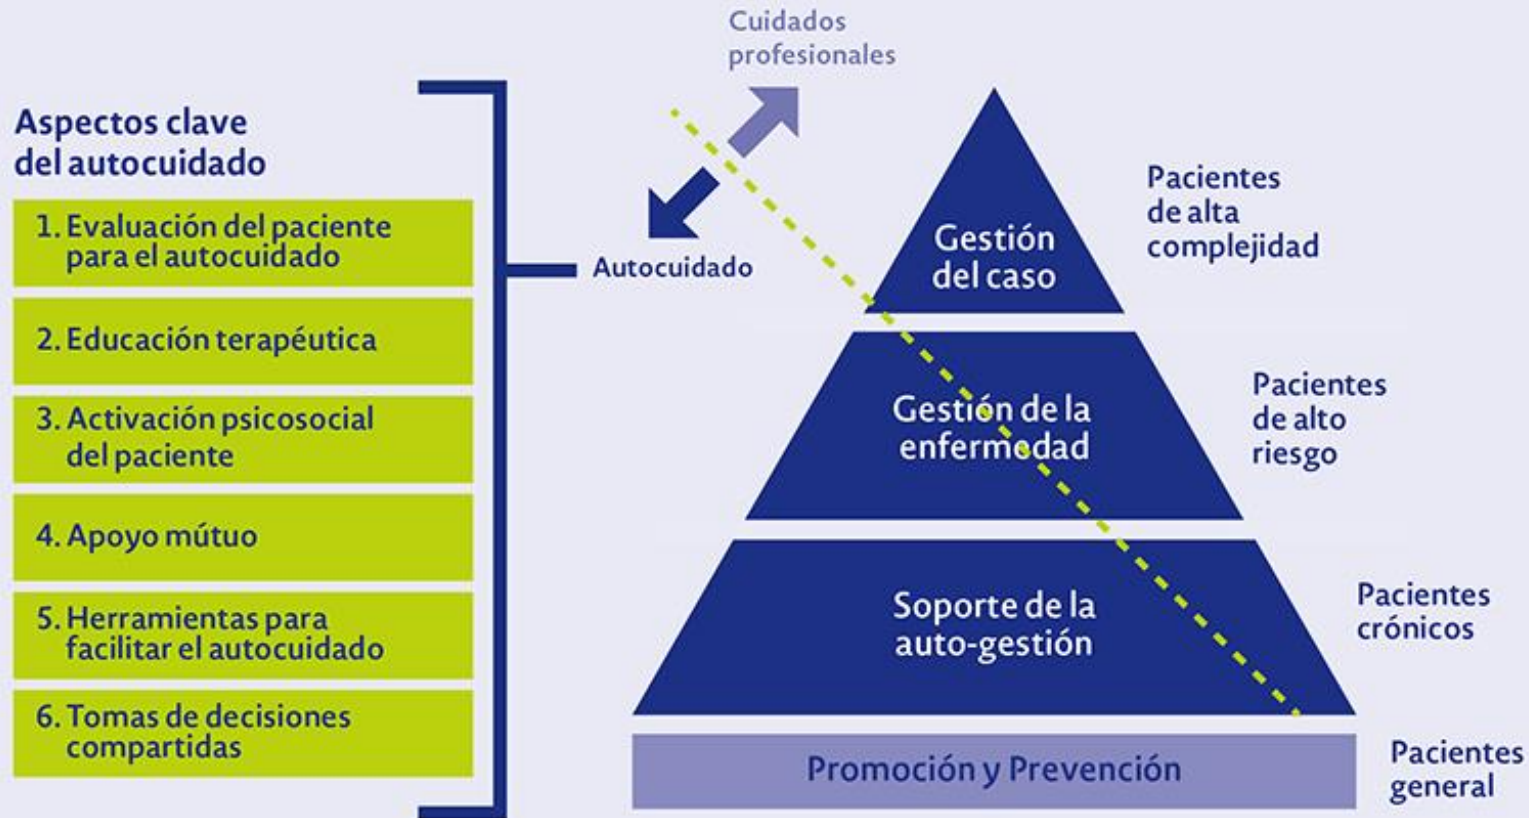 Cuidados
profesionales
Aspectos clave
del autocuidado
1. Evaluación del paciente
para el autocuidado
2. Educación terapéutica
3. Activación psicosocial
del paciente
4. Apoyo mútuo
5. Herramientas para
facilitar el autocuidado
6. Tomas de decisiones
compartidas
Autocuidado
Gestión
del caso
Pacientes
de alta
complejidad
Gestión de la
enfermedad
Pacientes
de alto
riesgo
Soporte de la
auto-gestión
Pacientes
crónicos
Promoción y Prevención
Pacientes
general